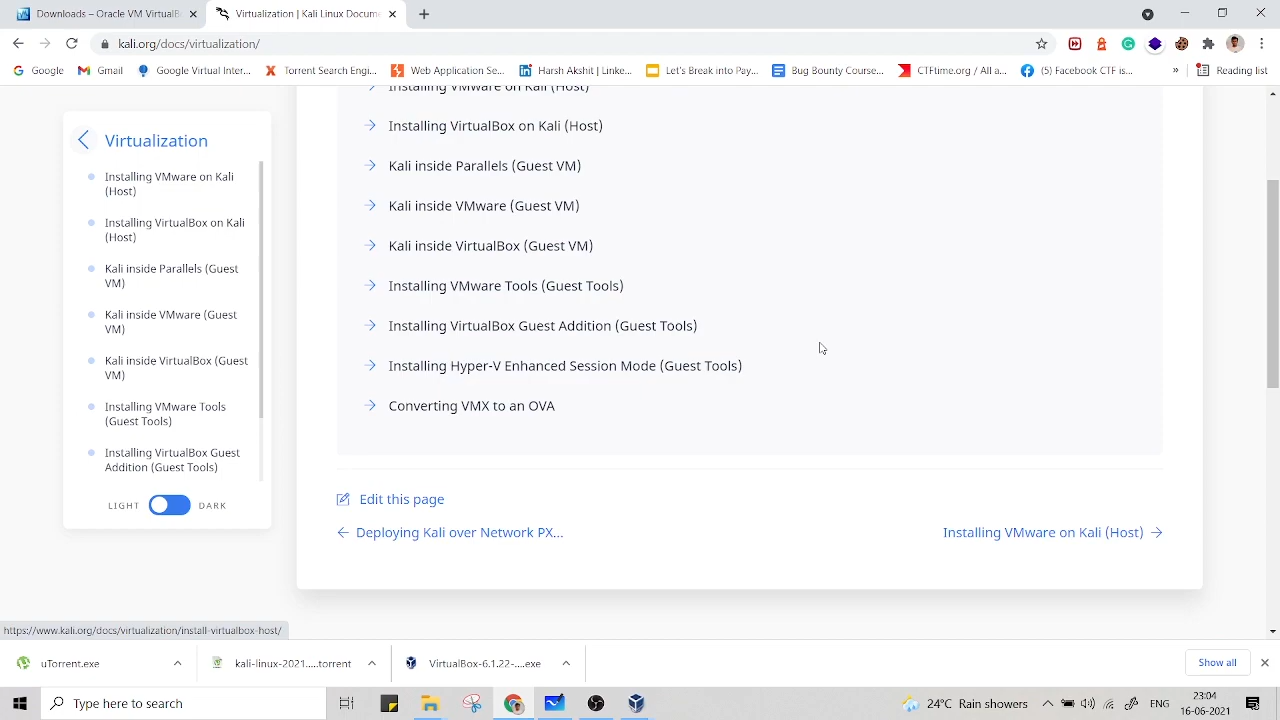 Downloads – Oracle VM VirtualB
Virtualization | Kali Linux Docume
kali.org/docs/virtualization/
Google
Gmail
Google Virtual Inter...
Torrent Search Eng...
Web Application Se...
Harsh Akshit | Linke...
Let's Break into Pay...
Bug Bounty Course...
CTFtime.org / All a...
(5) Facebook CTF is...
»
Reading list
Virtualization
Installing VMware on Kali
(Host)
Installing VirtualBox on Kali
(Host)
Kali inside Parallels (Guest
VM)
Kali inside VMware (Guest
VM)
Kali inside VirtualBox (Guest
VM)
Installing VMware Tools
(Guest Tools)
Installing VirtualBox Guest
Addition (Guest Tools)
LIGHT DARK
Installing VMware on Kali (Host)
Installing VirtualBox on Kali (Host)
Kali inside Parallels (Guest VM)
Kali inside VMware (Guest VM)
Kali inside VirtualBox (Guest VM)
Installing VMware Tools (Guest Tools)
Installing VirtualBox Guest Addition (Guest Tools)
Installing Hyper-V Enhanced Session Mode (Guest Tools)
Converting VMX to an OVA
Edit this page
Deploying Kali over Network PX...
Installing VMware on Kali (Host)
https://www.kali.org/docs/virtualization/install-virtualbox-host/
uTorrent.exe
kali-linux-2021....torrent
VirtualBox-6.1.22-....exe
Show all
Type here to search
24°C Rain showers
ENG
23:04
16-06-2021